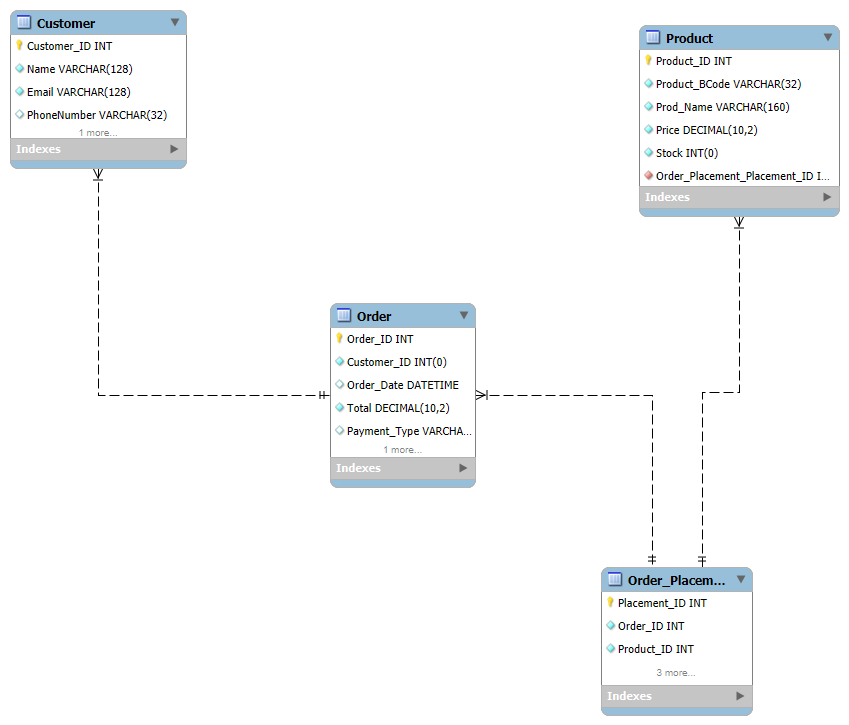 Customer
Customer_ID INT
Name VARCHAR(128)
Email VARCHAR(128)
PhoneNumber VARCHAR(32)
1 more...
Indexes
Product
Product_ID INT
Product_BCode VARCHAR(32)
Prod_Name VARCHAR(160)
Price DECIMAL(10,2)
Stock INT(0)
Order_Placement_Placement_ID I...
Indexes
Order
Order_ID INT
Customer_ID INT(0)
Order_Date DATETIME
Total DECIMAL(10,2)
Payment_Type VARCHA...
1 more...
Indexes
Order_Placem...
Placement_ID INT
Order_ID INT
Product_ID INT
3 more...
Indexes